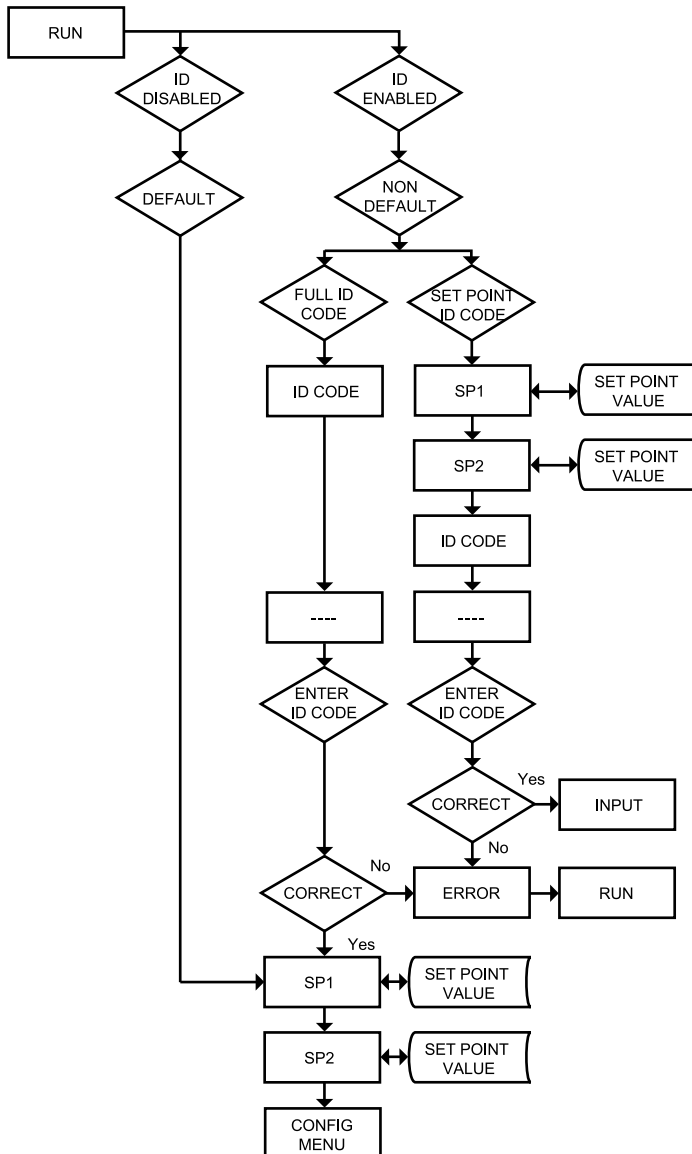 RUN
ID
DISABLED
ID
ENABLED
DEFAULT
NON
DEFAULT
FULL ID
CODE
SET POINT
ID CODE
ID CODE
SP1
SET POINT
VALUE
SP2
SET POINT
VALUE
ID CODE
----
----
ENTER
ID CODE
ENTER
ID CODE
CORRECT
Yes
INPUT
No
CORRECT
No
ERROR
RUN
Yes
SP1
SET POINT
VALUE
SP2
SET POINT
VALUE
CONFIG
MENU